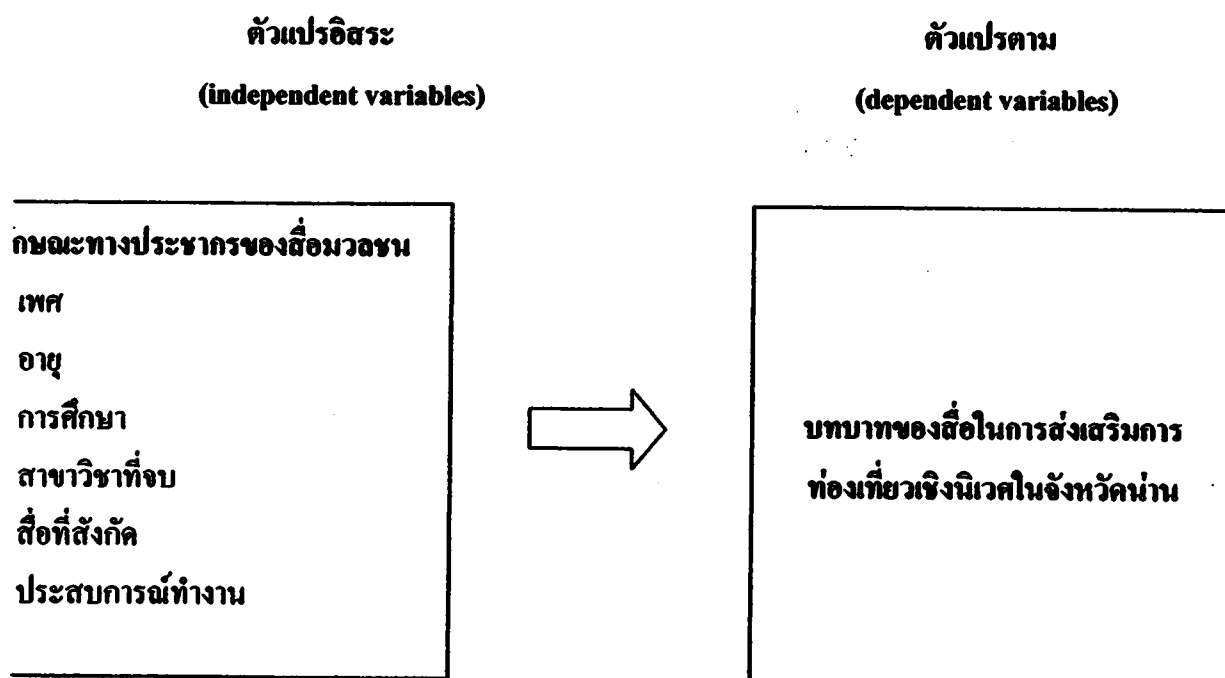 ตัวแปรอิสระ
(independent variables)
ตัวแปรตาม
(dependent variables)
กษณะทางประชากรของสื่อมวลชน
เพศ
อายุ
การศึกษา
สาขาวิชาที่จบ
สื่อที่สังกัด
ประสบการณ์ทำงาน
บทบาทของสื่อในการส่งเสริมการ
ท่องเที่ยวเชิงนิเวศในจังหวัดน่าน